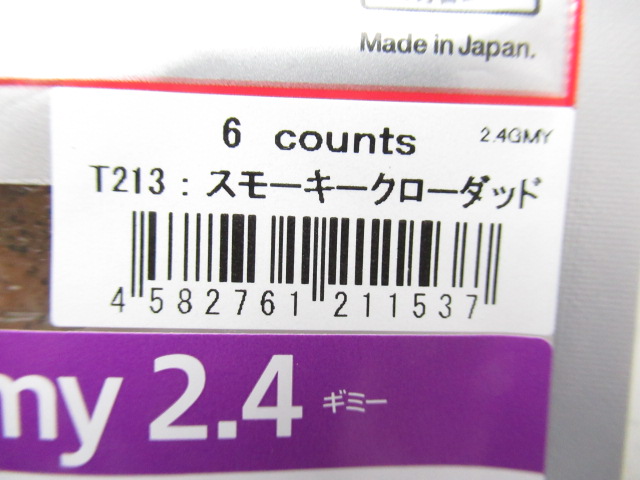 Made in Japan.
6 counts 2.4GMY
T213 : スモーキークローダッド
4 582761 211537
my 2.4 ギミー